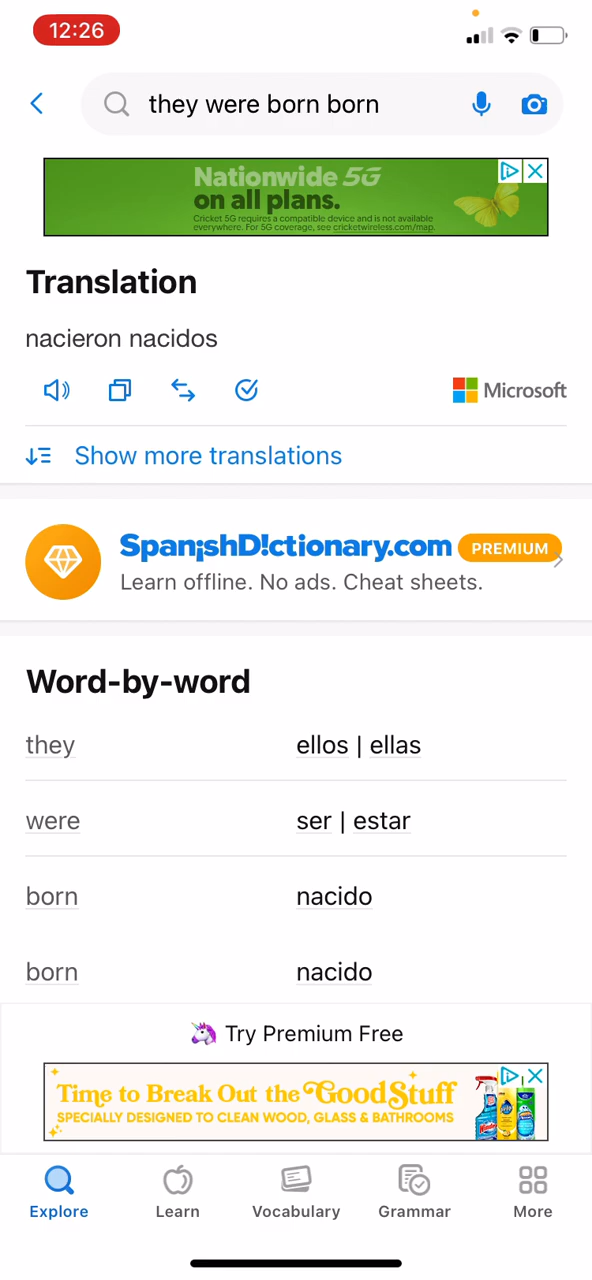 12:26
they were born born
Nationwide 5G
on all plans.
Cricket 5G requires a compatible device and is not available
everywhere. For 5G coverage, see cricketwireless.com/map.
Translation
nacieron nacidos
Microsoft
Show more translations
Span¡shD!ctionary.com PREMIUM
Learn offline. No ads. Cheat sheets.
Word-by-word
they ellos | ellas
were ser | estar
born nacido
born nacido
🦄 Try Premium Free
Time to Break Out the Good Stuff
SPECIALLY DESIGNED TO CLEAN WOOD, GLASS & BATHROOMS
Explore Learn Vocabulary Grammar More